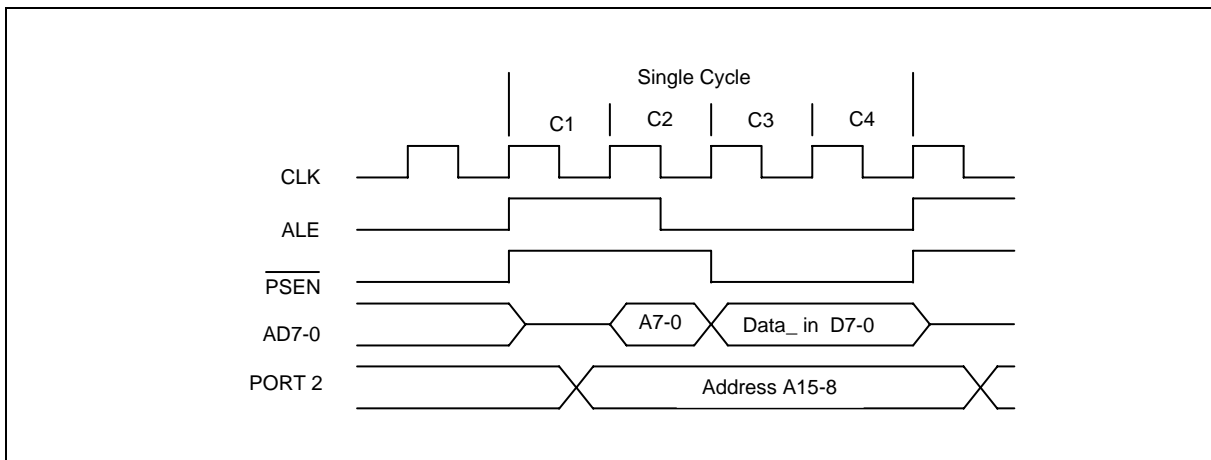 Single Cycle
C1 C2 C3 C4
CLK
ALE
PSEN
AD7-0 A7-0 Data_ in D7-0
PORT 2 Address A15-8